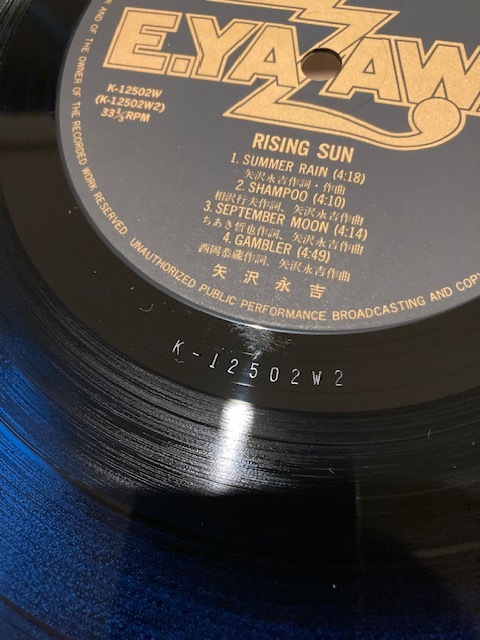 E.YAZAWA
K-12502W
(K-12502W2)
33⅓RPM
RISING SUN
1. SUMMER RAIN (4:18)
矢沢永吉作詞・作曲
2. SHAMPOO (4:10)
相沢行夫作詞、矢沢永吉作曲
3. SEPTEMBER MOON (4:14)
ちあき哲也作詞、矢沢永吉作曲
4. GAMBLER (4:49)
西岡恭蔵作詞、矢沢永吉作曲
矢沢永吉
R AND OF THE OWNER OF THE RECORDED WORK RESERVED. UNAUTHORIZED PUBLIC PERFORMANCE BROADCASTING AND COPY
K-12502W2